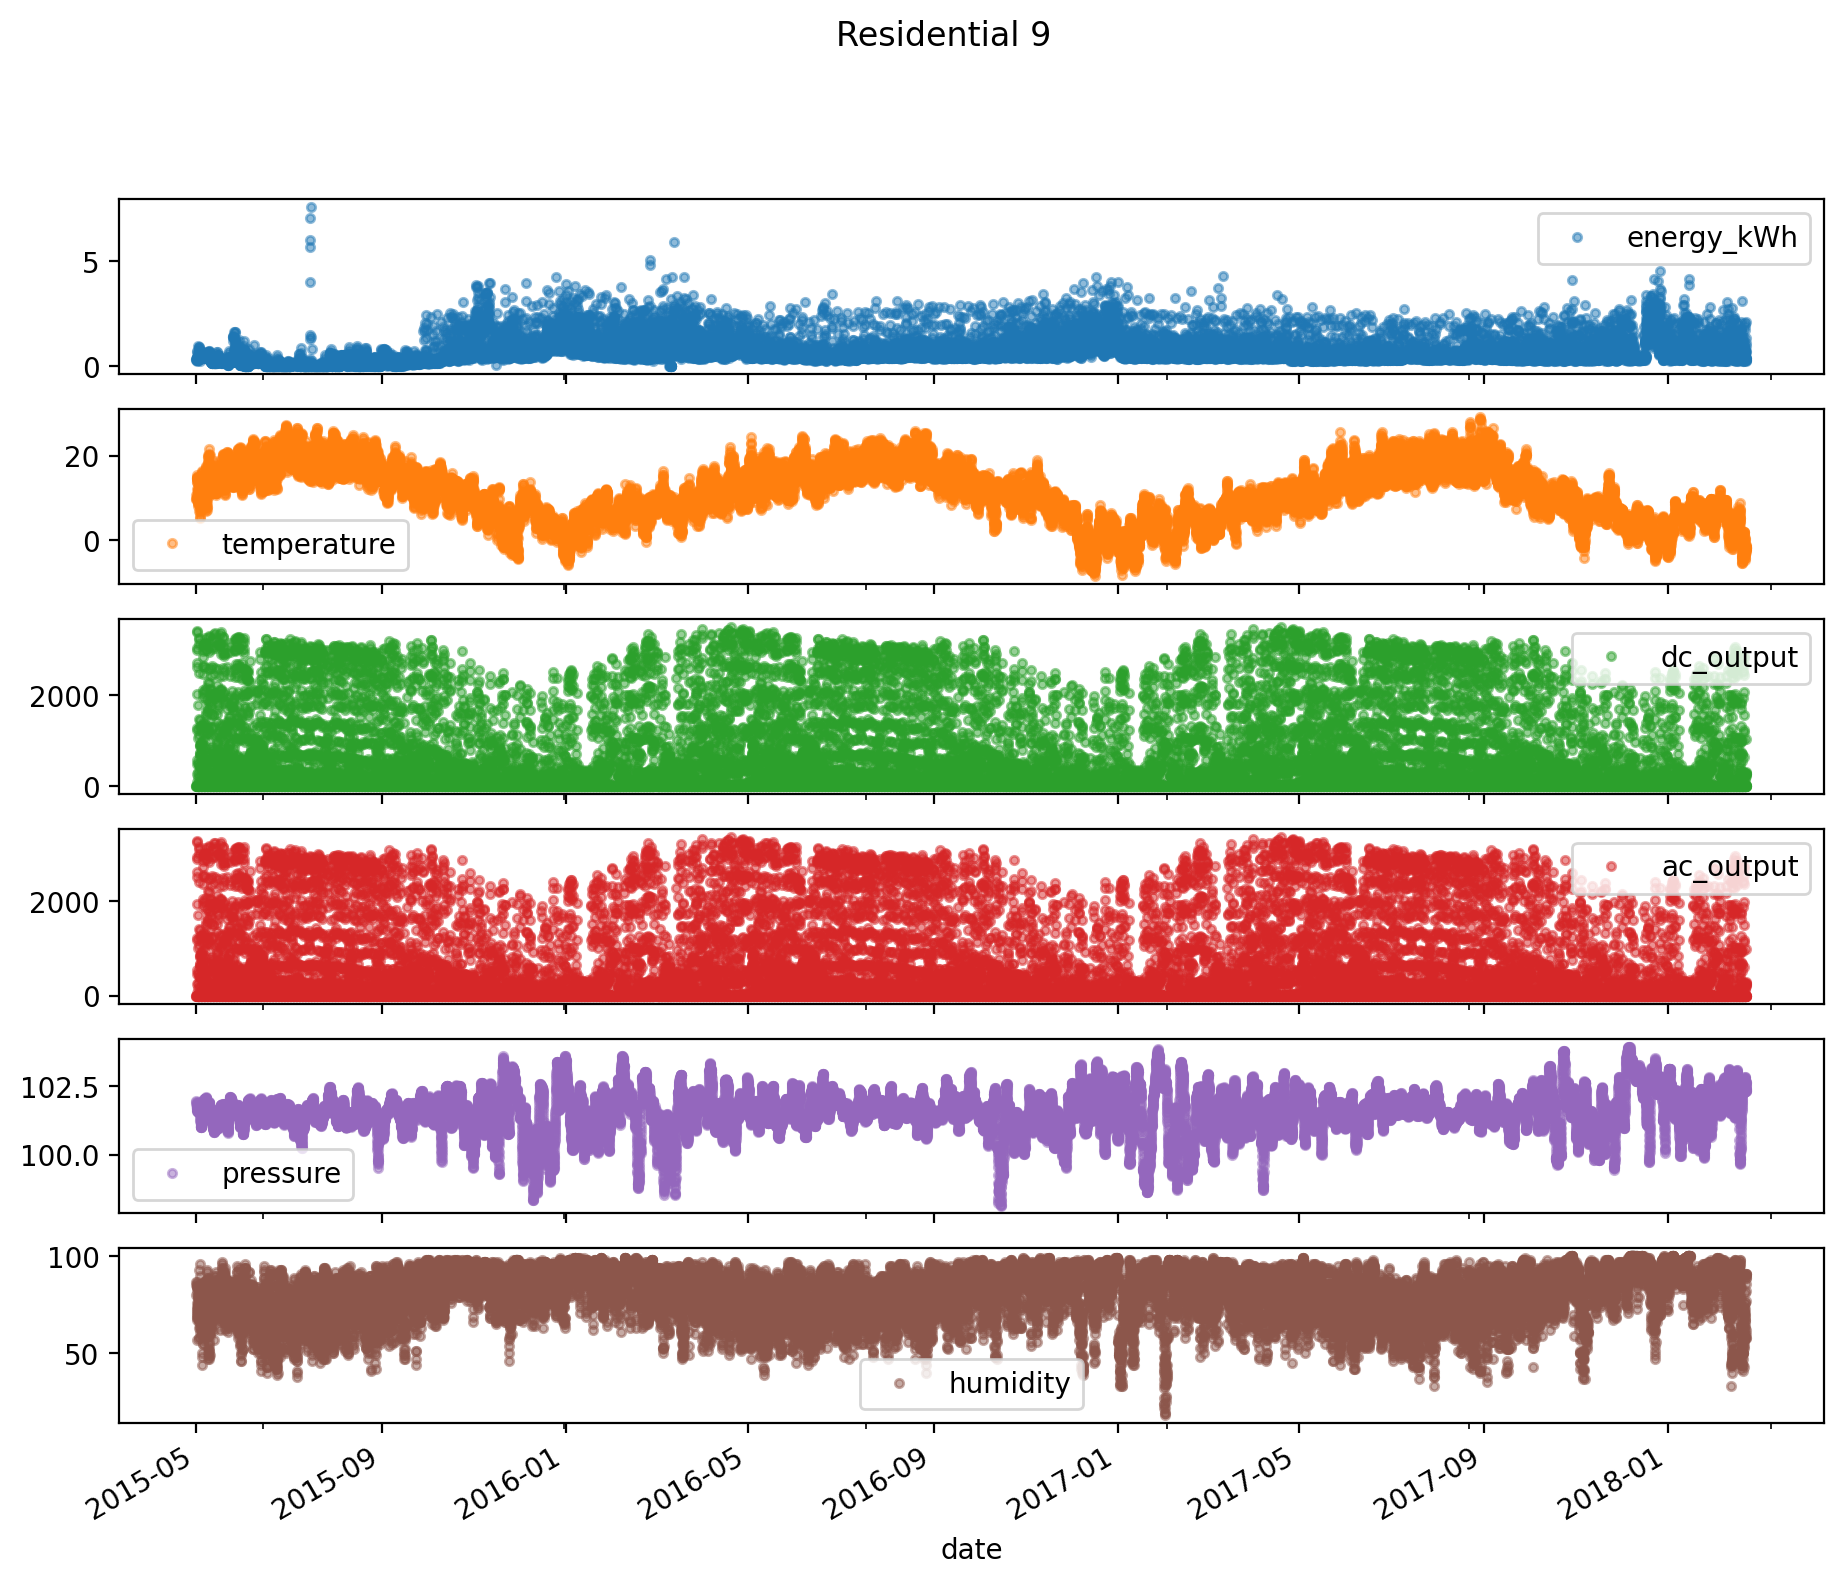 Residential 9
energy_kWh
5
0
temperature
20
0
dc_output
2000
0
ac_output
2000
0
pressure
102.5
100.0
humidity
100
50
2015-05 2015-09 2016-01 2016-05 2016-09 2017-01 2017-05 2017-09 2018-01
date